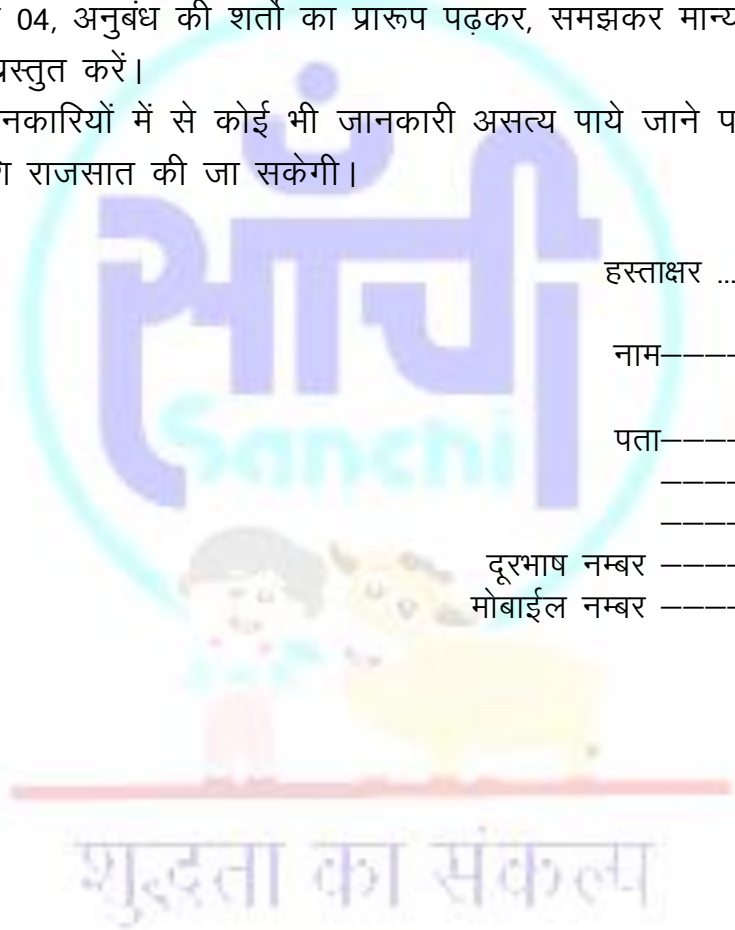 04, अनुबंध की शर्तो का प्रारूप पढ़कर, समझकर मान्य
प्रस्तुत करें।
में से कोई भी जानकारी असत्य पाये जाने
राजसात की जा सकेगी।
हस्ताक्षर ...
नाम————
पता————
————
————
दूरभाष नम्बर ————
मोबाईल नम्बर ————
साँची
Sanchi
शुद्धता का संकल्प